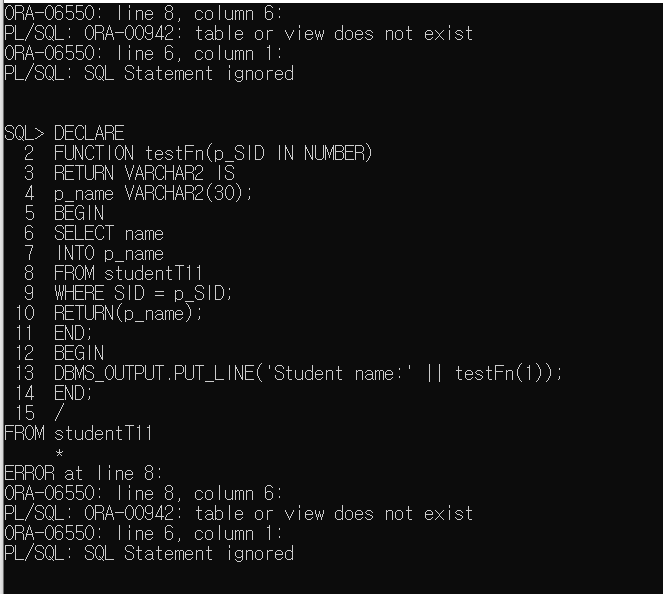 ORA-06550: line 8, column 6:
PL/SQL: ORA-00942: table or view does not exist
ORA-06550: line 6, column 1:
PL/SQL: SQL Statement ignored
SQL> DECLARE
2 FUNCTION testFn(p_SID IN NUMBER)
3 RETURN VARCHAR2 IS
4 p_name VARCHAR2(30);
5 BEGIN
6 SELECT name
7 INTO p_name
8 FROM studentT11
9 WHERE SID = p_SID;
10 RETURN(p_name);
11 END;
12 BEGIN
13 DBMS_OUTPUT.PUT_LINE('Student name:' || testFn(1));
14 END;
15 /
FROM studentT11
*
ERROR at line 8:
ORA-06550: line 8, column 6:
PL/SQL: ORA-00942: table or view does not exist
ORA-06550: line 6, column 1:
PL/SQL: SQL Statement ignored